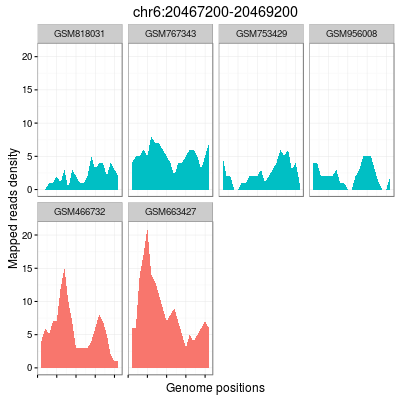 chr6:20467200-20469200
GSM818031 GSM767343 GSM753429 GSM956008
20
15
10
5
0
GSM466732 GSM663427
20
15
10
5
0
Mapped reads density
Genome positions